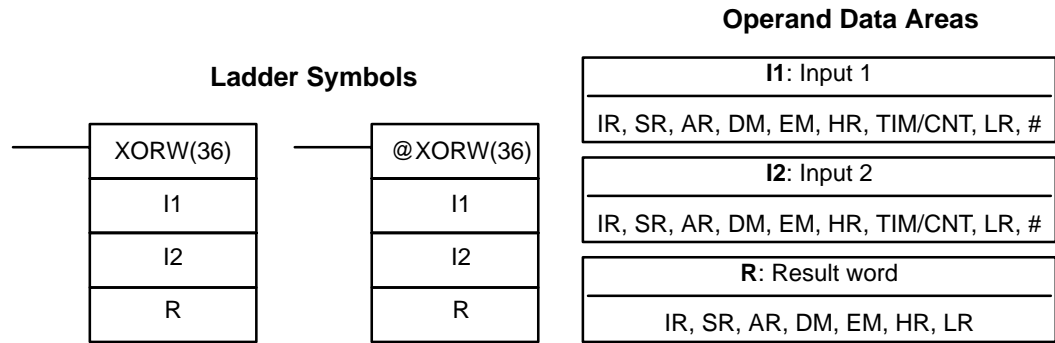 Operand Data Areas
Ladder Symbols
I1: Input 1
IR, SR, AR, DM, EM, HR, TIM/CNT, LR, #
XORW(36)
I1
I2
R
@XORW(36)
I1
I2
R
I2: Input 2
IR, SR, AR, DM, EM, HR, TIM/CNT, LR, #
R: Result word
IR, SR, AR, DM, EM, HR, LR